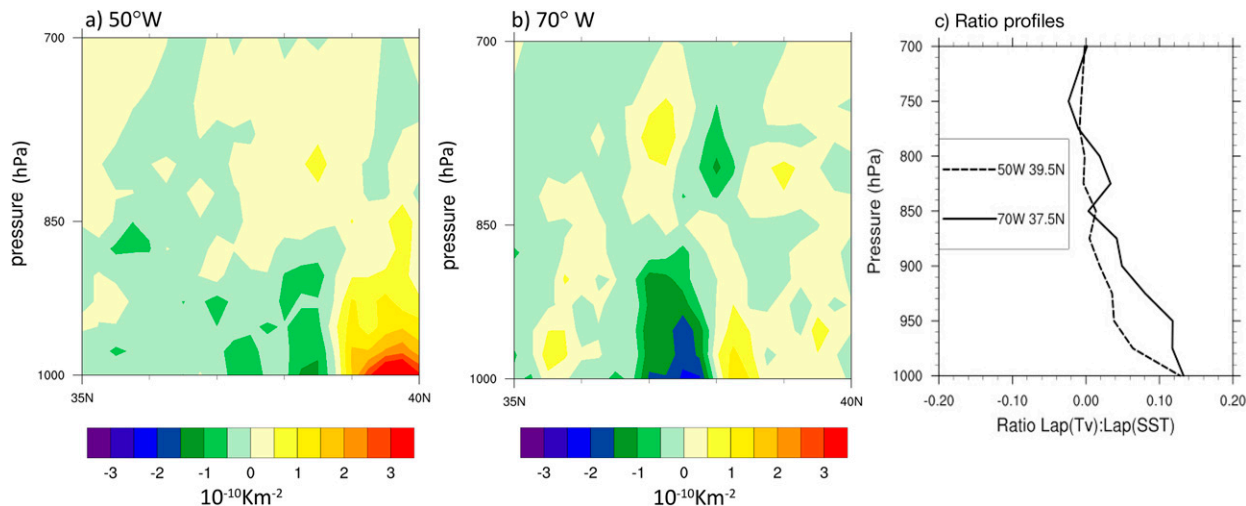 a) 50°W
b) 70° W
c) Ratio profiles
700
850
1000
pressure (hPa)
35N
40N
700
850
1000
pressure (hPa)
35N
40N
700
750
800
850
900
950
1000
Pressure (hPa)
50W 39.5N
70W 37.5N
-0.20
-0.10
0.00
0.10
0.20
Ratio Lap(Tv):Lap(SST)
-3 -2 -1 0 1 2 3
10⁻¹⁰Km⁻²
-3 -2 -1 0 1 2 3
10⁻¹⁰Km⁻²